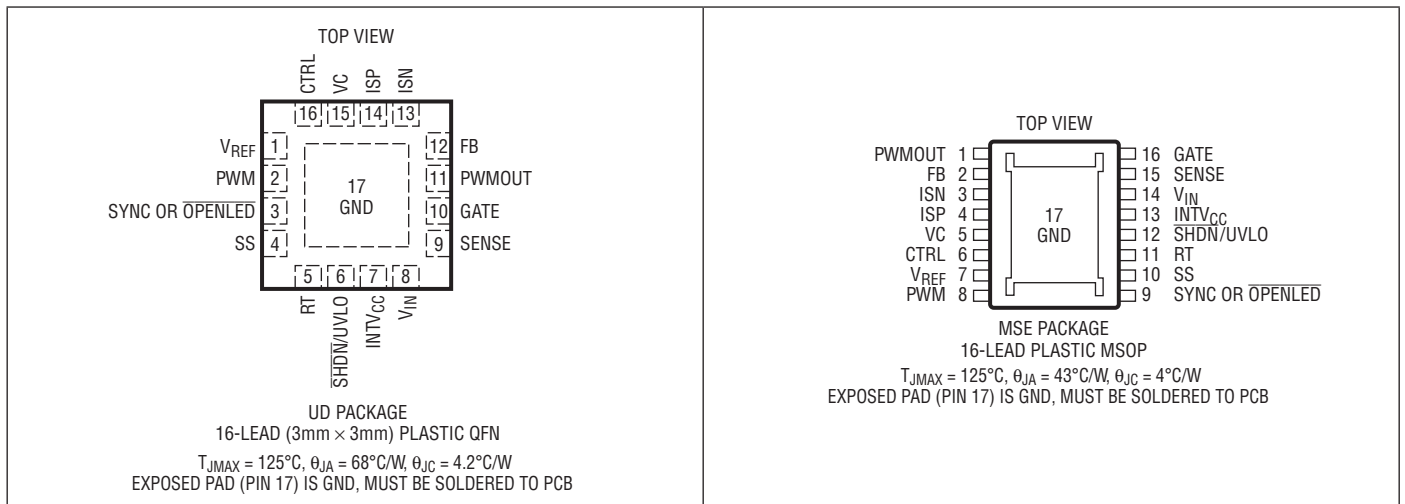 TOP VIEW
CTRL
VC
ISP
ISN
16 15 14 13
VREF 1
PWM 2
SYNC OR OPENLED 3
SS 4
12 FB
11 PWMOUT
10 GATE
9 SENSE
17
GND
5 6 7 8
RT
SHDN/UVLO
INTVCC
VIN
UD PACKAGE
16-LEAD (3mm × 3mm) PLASTIC QFN
TJMAX = 125°C, θJA = 68°C/W, θJC = 4.2°C/W
EXPOSED PAD (PIN 17) IS GND, MUST BE SOLDERED TO PCB
TOP VIEW
PWMOUT 1
FB 2
ISN 3
ISP 4
VC 5
CTRL 6
VREF 7
PWM 8
17
GND
16 GATE
15 SENSE
14 VIN
13 INTVCC
12 SHDN/UVLO
11 RT
10 SS
9 SYNC OR OPENLED
MSE PACKAGE
16-LEAD PLASTIC MSOP
TJMAX = 125°C, θJA = 43°C/W, θJC = 4°C/W
EXPOSED PAD (PIN 17) IS GND, MUST BE SOLDERED TO PCB